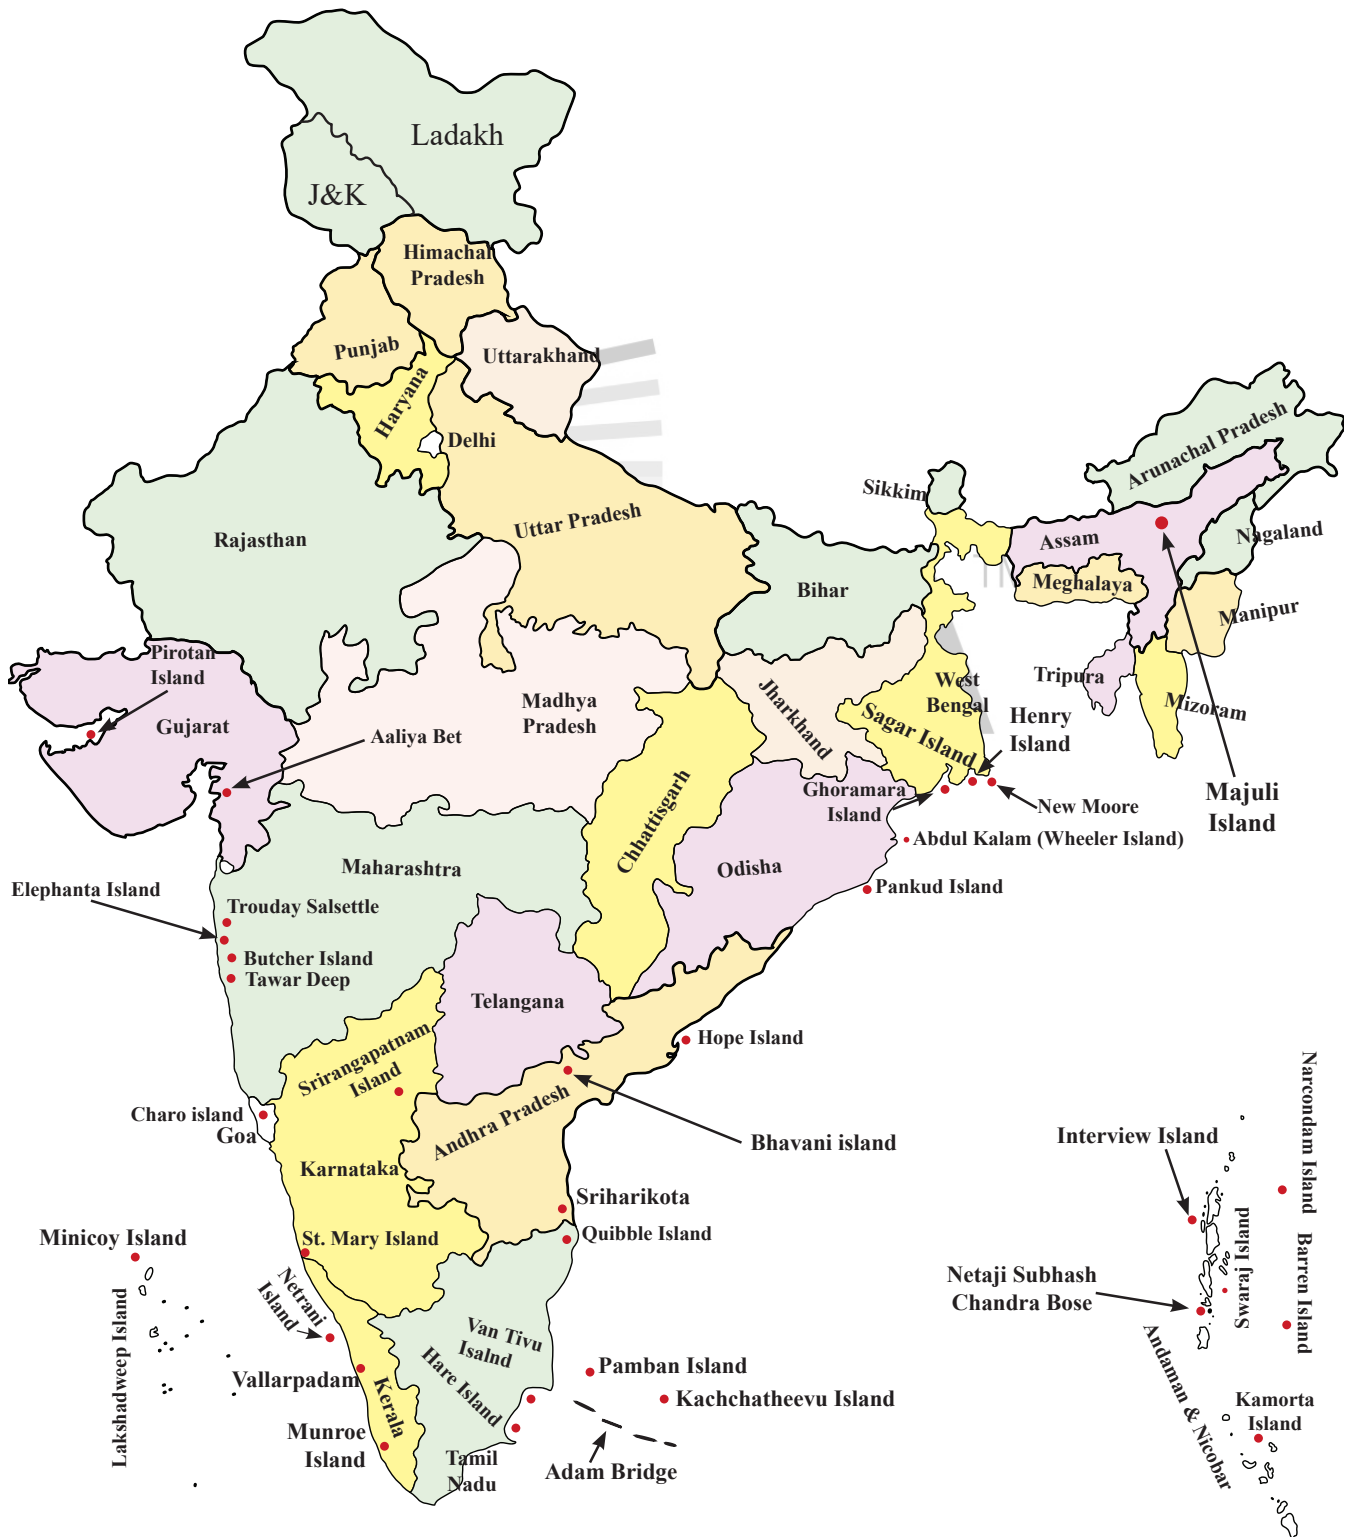 Ladakh
J&K
Himachal
Pradesh
Punjab
Uttarakhand
Haryana
Delhi
Arunachal Pradesh
Sikkim
Uttar Pradesh
Rajasthan
Assam
Nagaland
Bihar
Meghalaya
Manipur
Pirotan
Island
Tripura
West
Bengal
Mizoram
Madhya
Pradesh
Jharkhand
Gujarat
Aaliya Bet
Sagar Island
Henry
Island
Ghoramara
Island
New Moore
Majuli
Island
Chhattisgarh
Abdul Kalam (Wheeler Island)
Maharashtra
Odisha
Pankud Island
Elephanta Island
Trouday Salsettle
Butcher Island
Tawar Deep
Telangana
Hope Island
Srirangapatnam
Island
Charo island
Goa
Andhra Pradesh
Bhavani island
Interview Island
Narcondam Island
Karnataka
Sriharikota
Quibble Island
St. Mary Island
Minicoy Island
Netrani
Island
Lakshadweep Island
Netaji Subhash
Chandra Bose
Swaraj Island
Barren Island
Van Tivu
Isalnd
Hare Island
Vallarpadam
Kerala
Pamban Island
Kachchatheevu Island
Andaman & Nicobar
Kamorta
Island
Munroe
Island
Tamil
Nadu
Adam Bridge